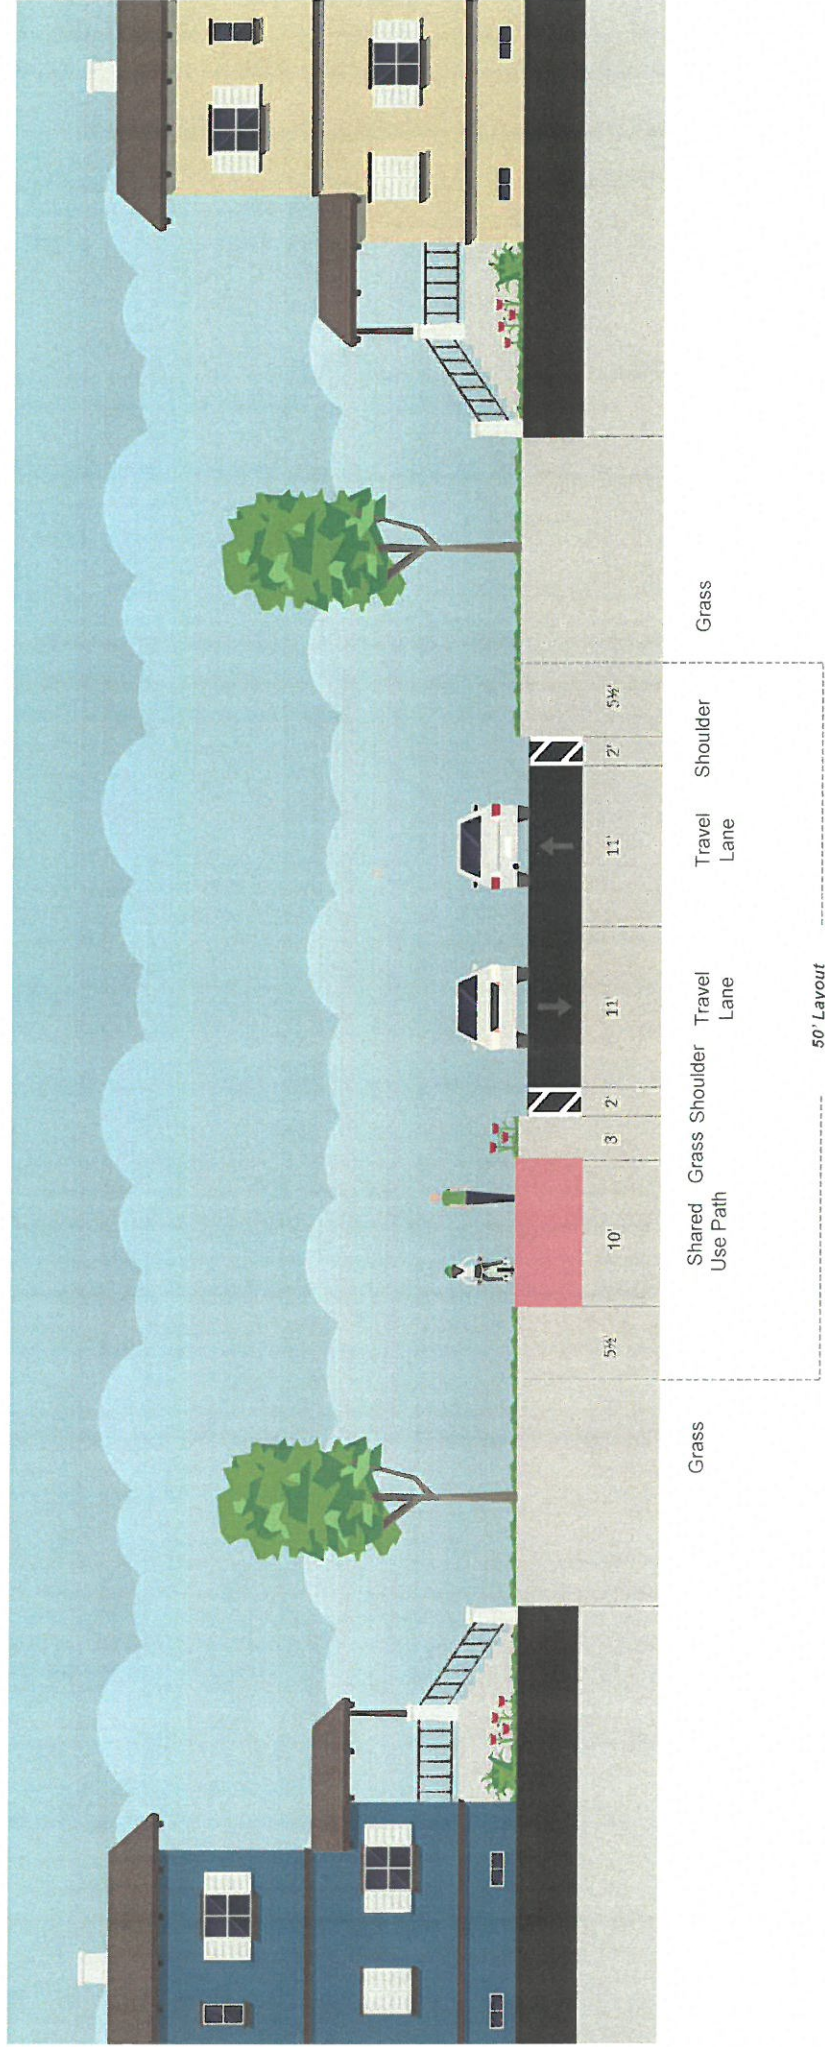 5½'
10'
3'
2'
11'
11'
2'
5½'
Grass
Shared
Use Path
Grass
Shoulder
Travel
Lane
Travel
Lane
Shoulder
Grass
50' Layout